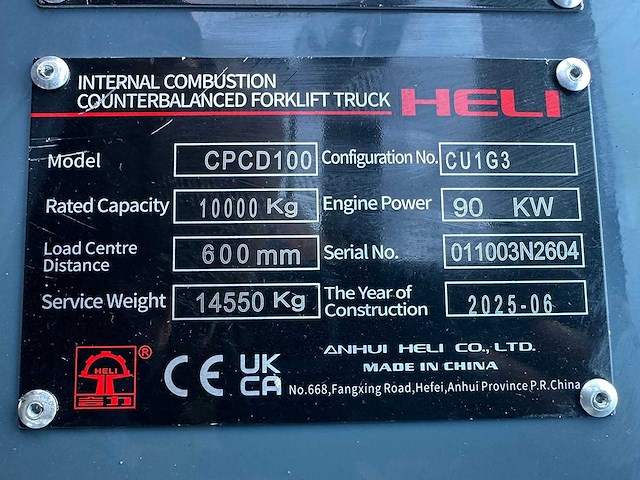 INTERNAL COMBUSTION
COUNTERBALANCED FORKLIFT TRUCK HELI
Model CPCD100 Configuration No. CU1G3
Rated Capacity 10000 Kg Engine Power 90 KW
Load Centre Distance 600 mm Serial No. 011003N2604
Service Weight 14550 Kg The Year of Construction 2025-06
HELI ®
合力
CE UK CA
ANHUI HELI CO., LTD.
MADE IN CHINA
No.668,Fangxing Road,Hefei,Anhui Province P.R.China